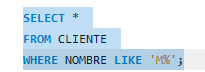 SELECT *
FROM CLIENTE
WHERE NOMBRE LIKE 'M%';